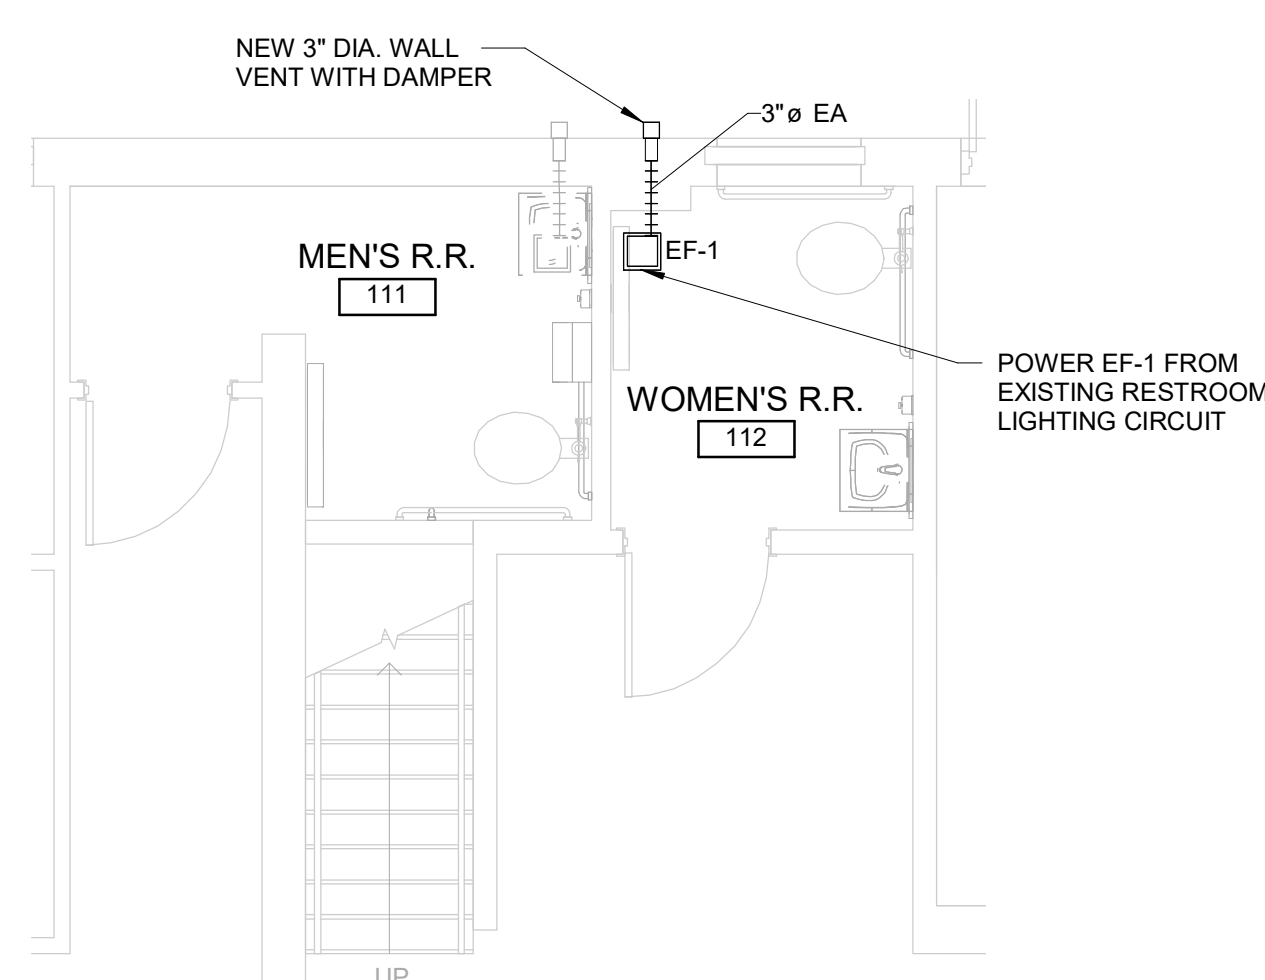 NEW 3" DIA. WALL
VENT WITH DAMPER
3"ø EA
MEN'S R.R.
111
EF-1
POWER EF-1 FROM
EXISTING RESTROOM
LIGHTING CIRCUIT
WOMEN'S R.R.
112
UP